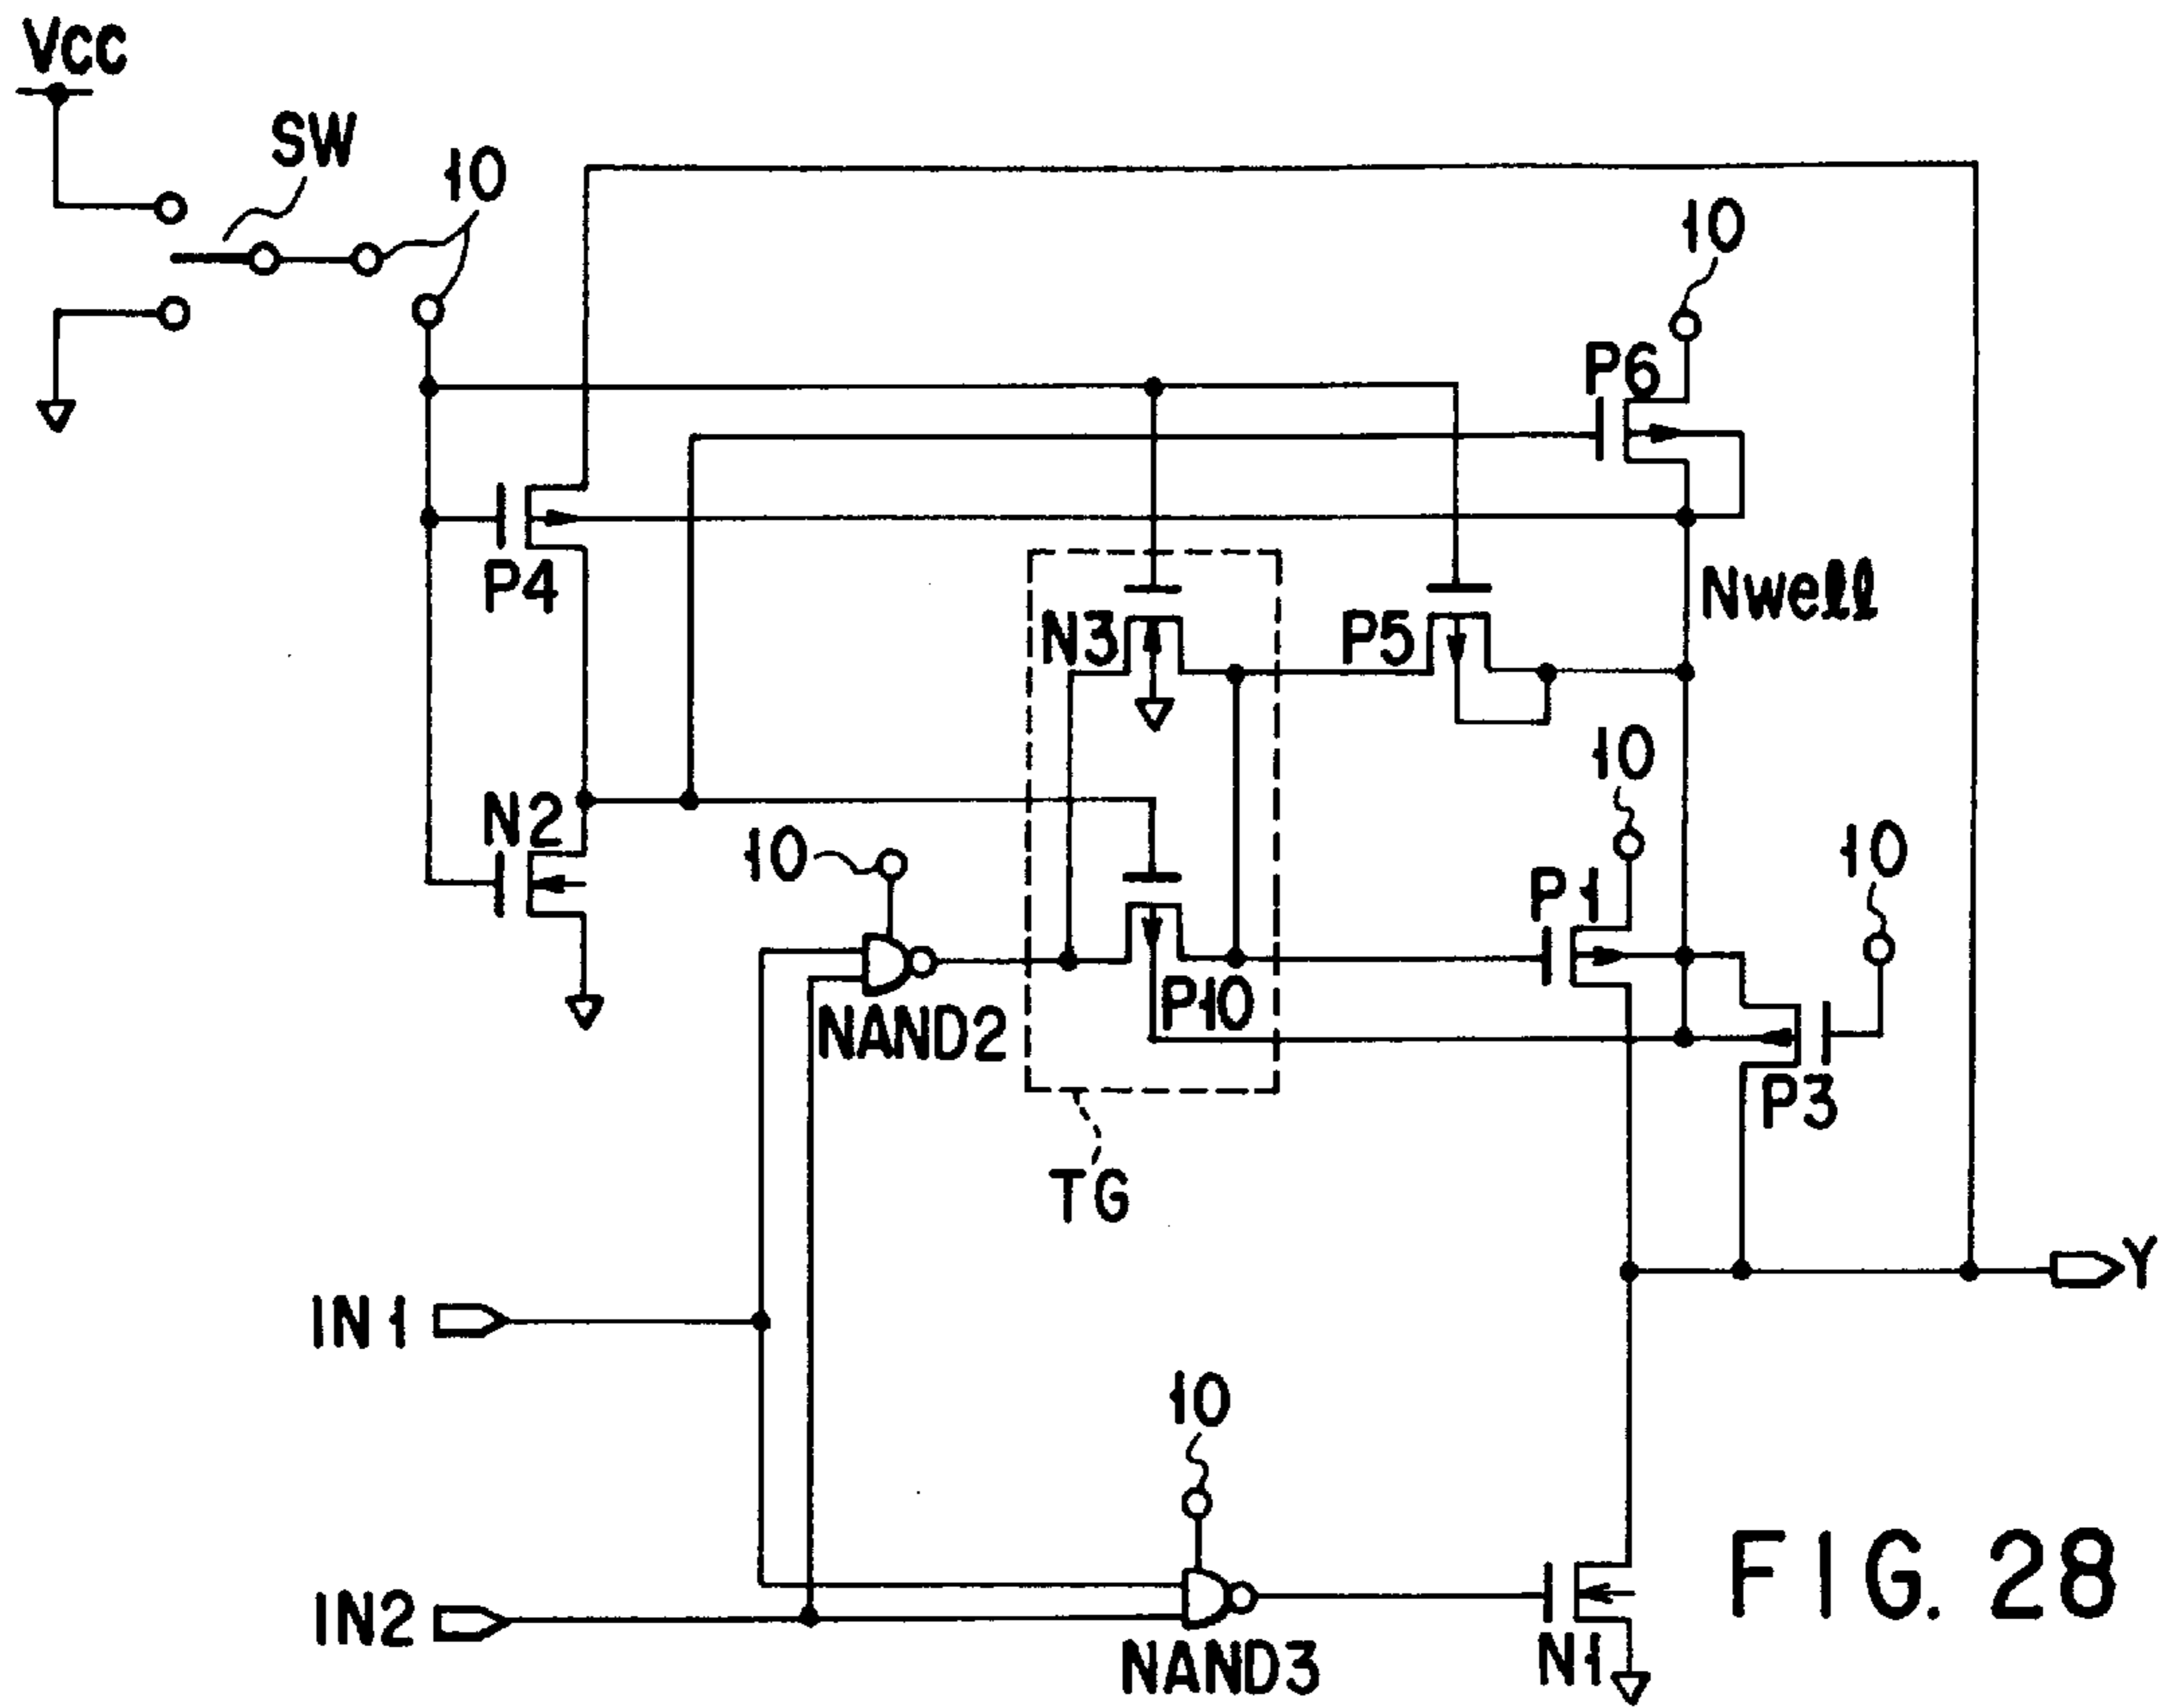 VCC
SW
10
10
P6
P4
N3
P5
Nwell
10
N2
10
P1
10
P10
NAND2
P3
TG
Y
IN1
10
FIG. 28
IN2
NAND3
N1